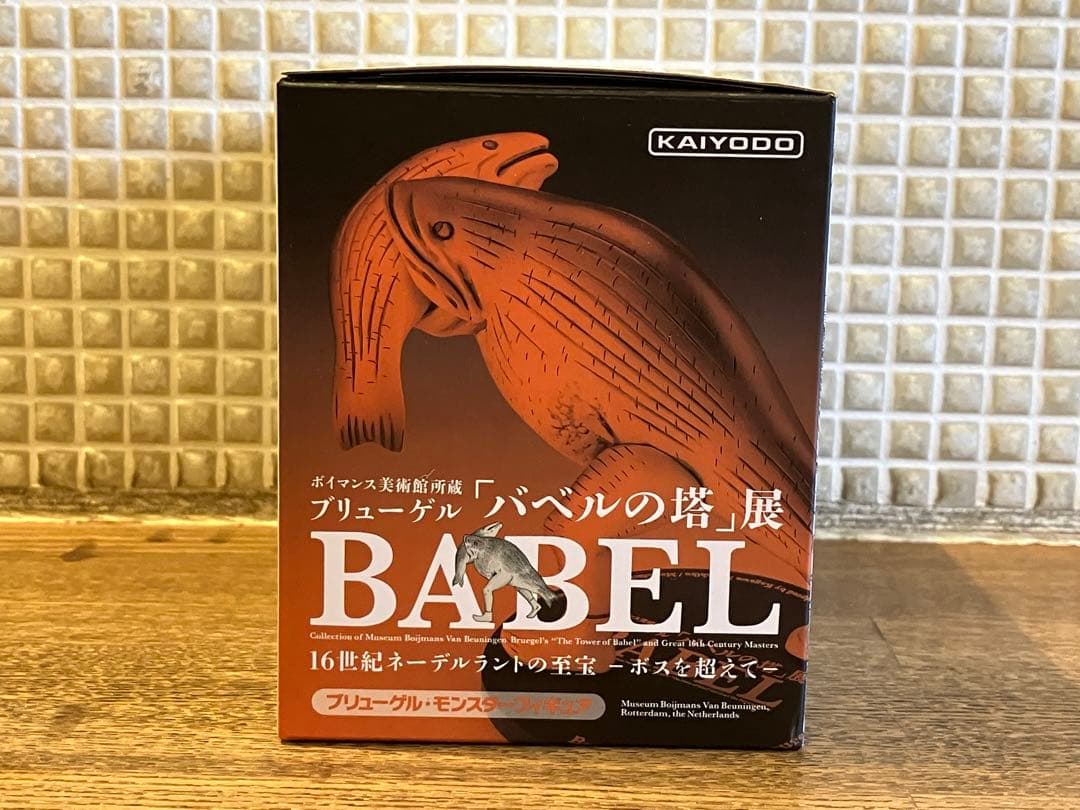 KAIYODO
ボイマンス美術館所蔵
ブリューゲル「バベルの塔」展
BABEL
Collection of Museum Boijmans Van Beuningen Bruegel's "The Tower of Babel" and Great 16th Century Masters
16世紀ネーデルラントの至宝 ーボスを超えてー
ブリューゲル・モンスターフィギュア
Museum Boijmans Van Beuningen,
Rotterdam, the Netherlands